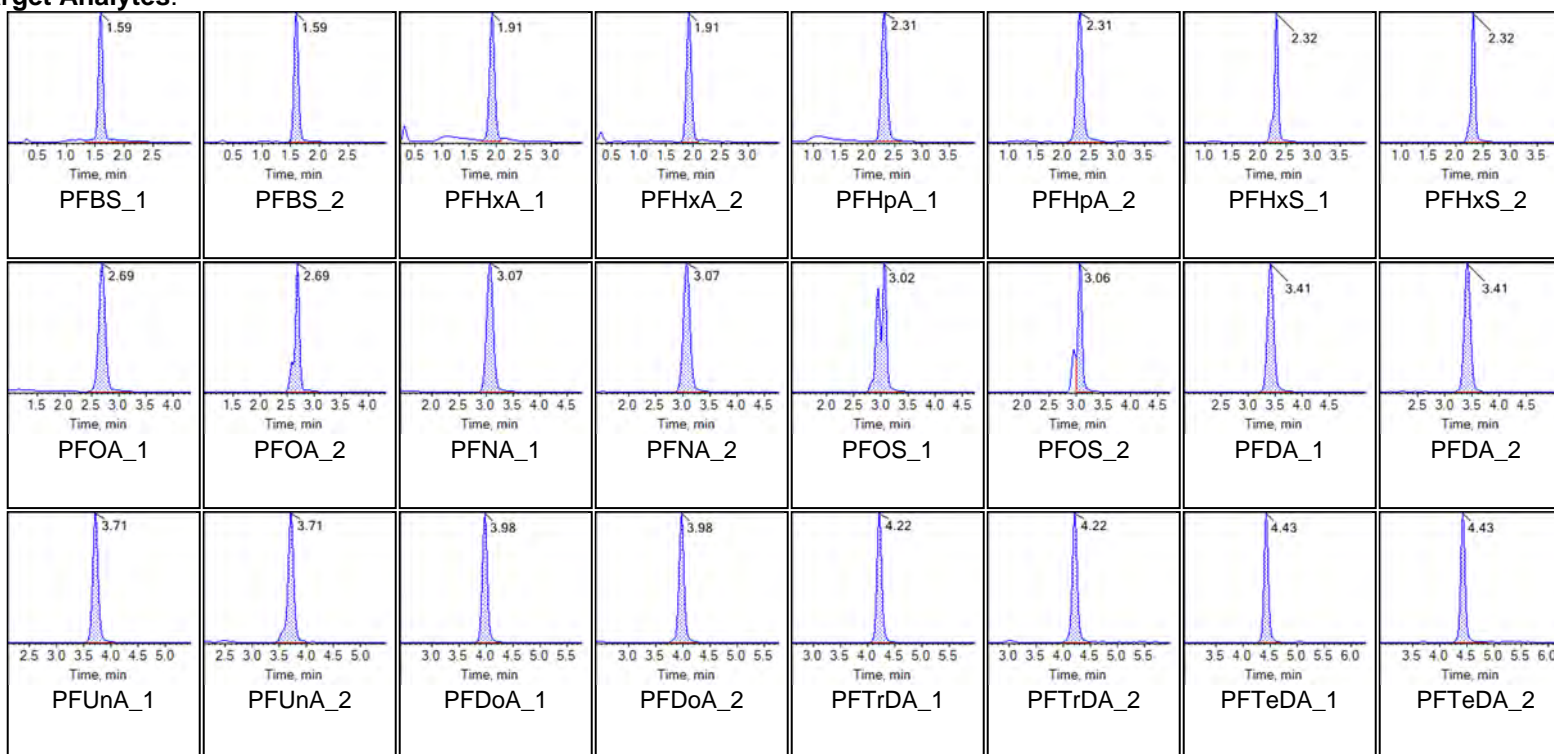 rget Analytes:
1.59 1.59 1.91 1.91 2.31 2.31 2.32 2.32
0.5 1.0 1.5 2.0 2.5 0.5 1.0 1.5 2.0 2.5 0.5 1.0 1.5 2.0 2.5 3.0 0.5 1.0 1.5 2.0 2.5 3.0 1.0 1.5 2.0 2.5 3.0 3.5 1.0 1.5 2.0 2.5 3.0 3.5 1.0 1.5 2.0 2.5 3.0 3.5 1.0 1.5 2.0 2.5 3.0 3.5
Time, min Time, min Time, min Time, min Time, min Time, min Time, min Time, min
PFBS_1 PFBS_2 PFHxA_1 PFHxA_2 PFHpA_1 PFHpA_2 PFHxS_1 PFHxS_2
2.69 2.69 3.07 3.07 3.02 3.06 3.41 3.41
1.5 2.0 2.5 3.0 3.5 4.0 1.5 2.0 2.5 3.0 3.5 4.0 2.0 2.5 3.0 3.5 4.0 4.5 2.0 2.5 3.0 3.5 4.0 4.5 2.0 2.5 3.0 3.5 4.0 4.5 2.0 2.5 3.0 3.5 4.0 4.5 2.5 3.0 3.5 4.0 4.5 2.5 3.0 3.5 4.0 4.5
Time, min Time, min Time, min Time, min Time, min Time, min Time, min Time, min
PFOA_1 PFOA_2 PFNA_1 PFNA_2 PFOS_1 PFOS_2 PFDA_1 PFDA_2
3.71 3.71 3.98 3.98 4.22 4.22 4.43 4.43
2.5 3.0 3.5 4.0 4.5 5.0 2.5 3.0 3.5 4.0 4.5 5.0 3.0 3.5 4.0 4.5 5.0 5.5 3.0 3.5 4.0 4.5 5.0 5.5 3.0 3.5 4.0 4.5 5.0 5.5 3.0 3.5 4.0 4.5 5.0 5.5 3.5 4.0 4.5 5.0 5.5 6.0 3.5 4.0 4.5 5.0 5.5 6.0
Time, min Time, min Time, min Time, min Time, min Time, min Time, min Time, min
PFUnA_1 PFUnA_2 PFDoA_1 PFDoA_2 PFTrDA_1 PFTrDA_2 PFTeDA_1 PFTeDA_2